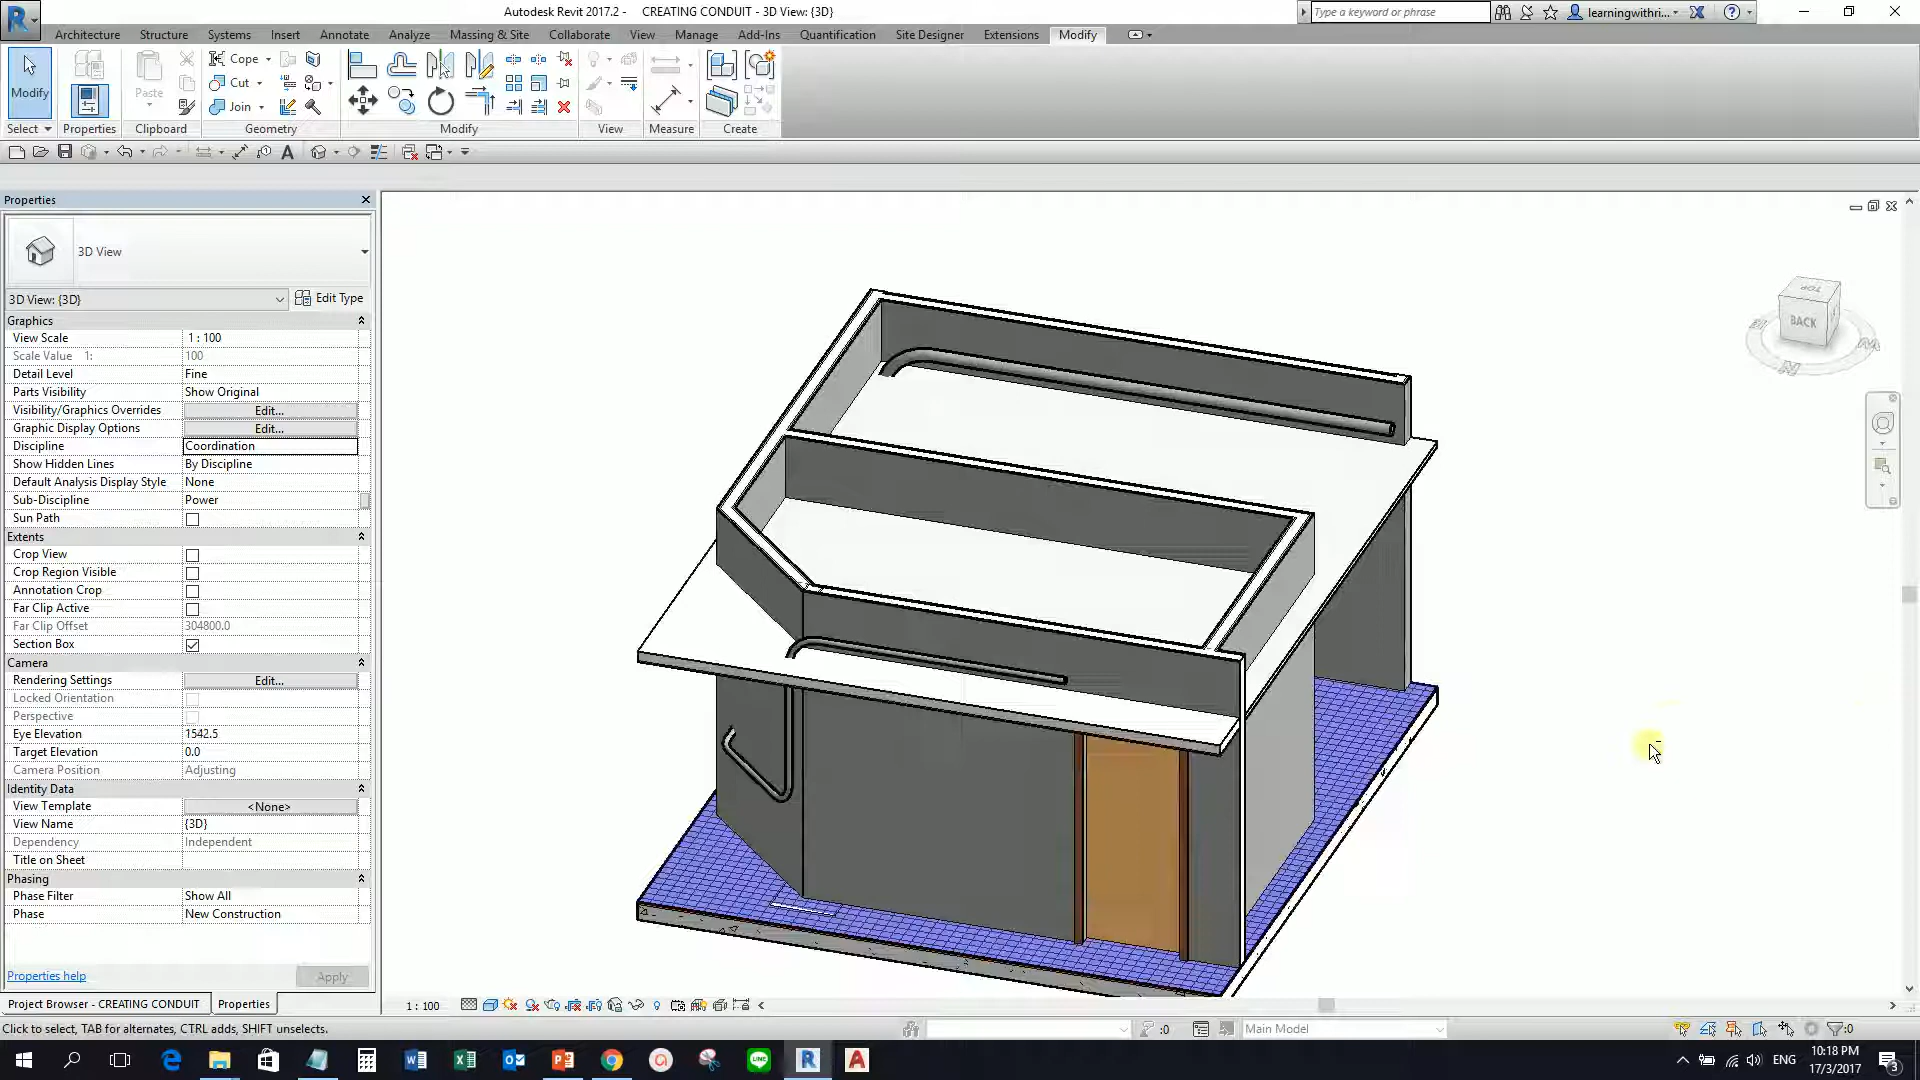 Autodesk Revit 2017.2 - CREATING CONDUIT - 3D View: {3D}
Type a keyword or phrase
learningwithri...
Architecture Structure Systems Insert Annotate Analyze Massing & Site Collaborate View Manage Add-Ins Quantification Site Designer Extensions Modify
Modify
Paste
Cope
Cut
Join
Select Properties Clipboard Geometry Modify View Measure Create
Properties
3D View
3D View: {3D} Edit Type
Graphics
View Scale 1 : 100
Scale Value 1: 100
Detail Level Fine
Parts Visibility Show Original
Visibility/Graphics Overrides Edit...
Graphic Display Options Edit...
Discipline Coordination
Show Hidden Lines By Discipline
Default Analysis Display Style None
Sub-Discipline Power
Sun Path
Extents
Crop View
Crop Region Visible
Annotation Crop
Far Clip Active
Far Clip Offset 304800.0
Section Box
Camera
Rendering Settings Edit...
Locked Orientation
Perspective
Eye Elevation 1542.5
Target Elevation 0.0
Camera Position Adjusting
Identity Data
View Template <None>
View Name {3D}
Dependency Independent
Title on Sheet
Phasing
Phase Filter Show All
Phase New Construction
Properties help Apply
Project Browser - CREATING CONDUIT Properties
TOP
BACK
N
1 : 100
Click to select, TAB for alternates, CTRL adds, SHIFT unselects.
:0 Main Model :0
ENG
10:18 PM
17/3/2017
3